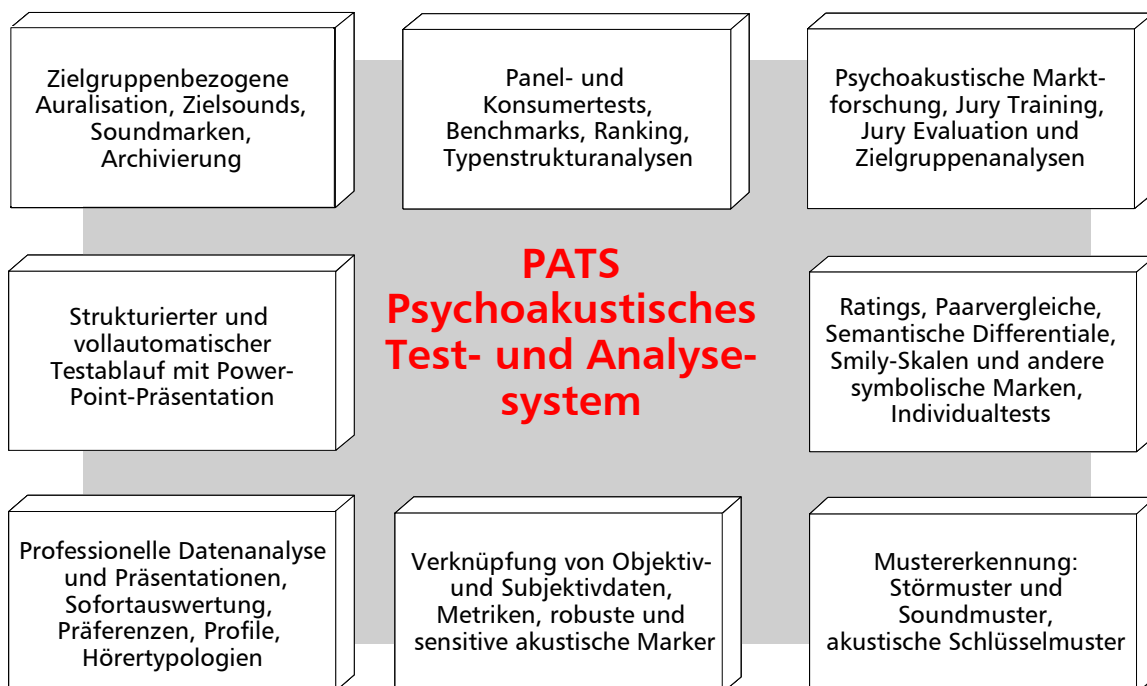 Zielgruppenbezogene
Auralisation, Zielsounds,
Soundmarken,
Archivierung
Panel- und
Konsumertests,
Benchmarks, Ranking,
Typenstrukturanalysen
Psychoakustische Markt-
forschung, Jury Training,
Jury Evaluation und
Zielgruppenanalysen
Strukturierter und
vollautomatischer
Testablauf mit Power-
Point-Präsentation
PATS
Psychoakustisches
Test- und Analyse-
system
Ratings, Paarvergleiche,
Semantische Differentiale,
Smily-Skalen und andere
symbolische Marken,
Individualtests
Professionelle Datenanalyse
und Präsentationen,
Sofortauswertung,
Präferenzen, Profile,
Hörertypologien
Verknüpfung von Objektiv-
und Subjektivdaten,
Metriken, robuste und
sensitive akustische Marker
Mustererkennung:
Störmuster und
Soundmuster,
akustische Schlüsselmuster